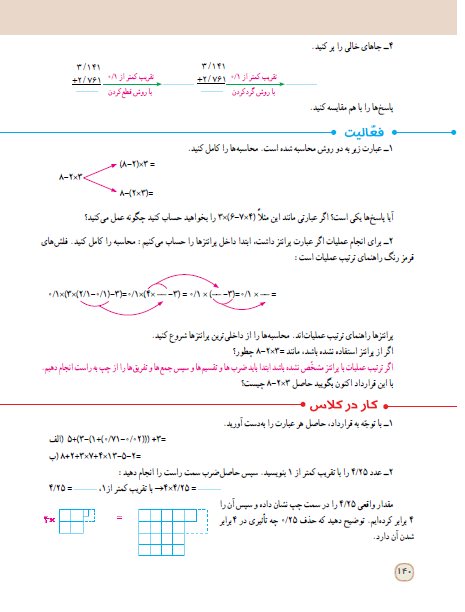 ۴ــ جاهای خالی را پر کنید.
۳/۱۴۱ ۳/۱۴۱
+۲/۷۶۱ تقریب کمتر از ۰/۱ +۲/۷۶۱ تقریب کمتر از ۰/۱
با روش گرد کردن با روش قطع کردن
پاسخ‌ها را با هم مقایسه کنید.
فعّالیت
۱ــ عبارت زیر به دو روش محاسبه شده است. محاسبه‌ها را کامل کنید.
(۸−۲)×۳ =
۸−۲×۳
۸−(۲×۳)=
آیا پاسخ‌ها یکی است؟ اگر عبارتی مانند این مثلاً ۳×(۶−۷×۴) را بخواهید حساب کنید چگونه عمل می‌کنید؟
۲ــ برای انجام عملیات اگر عبارت پرانتز داشت، ابتدا داخل پرانتزها را حساب می‌کنیم : محاسبه را کامل کنید. فلش‌های
قرمز رنگ راهنمای ترتیب عملیات است :
۰/۱×(۳×(۲/۱−۰/۱)−۳)=۰/۱×(۳× −۳) = ۰/۱ × ( −۳)=۰/۱ × =
پرانتزها راهنمای ترتیب عملیات‌اند. محاسبه‌ها را از داخلی‌ترین پرانتزها شروع کنید.
اگر از پرانتز استفاده نشده باشد، مانند =۳×۲−۸ چطور؟
اگر ترتیب عملیات با پرانتز مشخّص نشده باشد ابتدا باید ضرب ها و تقسیم‌ها و سپس جمع‌ها و تفریق‌ها را از چپ به راست انجام دهیم.
با این قرارداد اکنون بگویید حاصل ۳×۲−۸ چیست؟
کار در کلاس
۱ــ با توجّه به قرارداد، حاصل هر عبارت را به‌دست آورید.
الف) ۵+(۳−(۱+(۰/۷۱−۰/۰۲))) +۳=
ب) ۸+۲+۳×۷+۴×۱۳−۵−۲=
۲ــ عدد ۴/۲۵ را با تقریب کمتر از ۱ بنویسید. سپس حاصل‌ضرب سمت راست را انجام دهید :
۴×۴/۲۵ = → با تقریب کمتر از ۱، = ۴/۲۵
مقدار واقعی ۴/۲۵ را در سمت چپ نشان داده و سپس آن را
۴ برابر کرده‌ایم. توضیح دهید که حذف ۰/۲۵ چه تأثیری در ۴ برابر
شدن آن دارد.
۴× =
۱۴۰